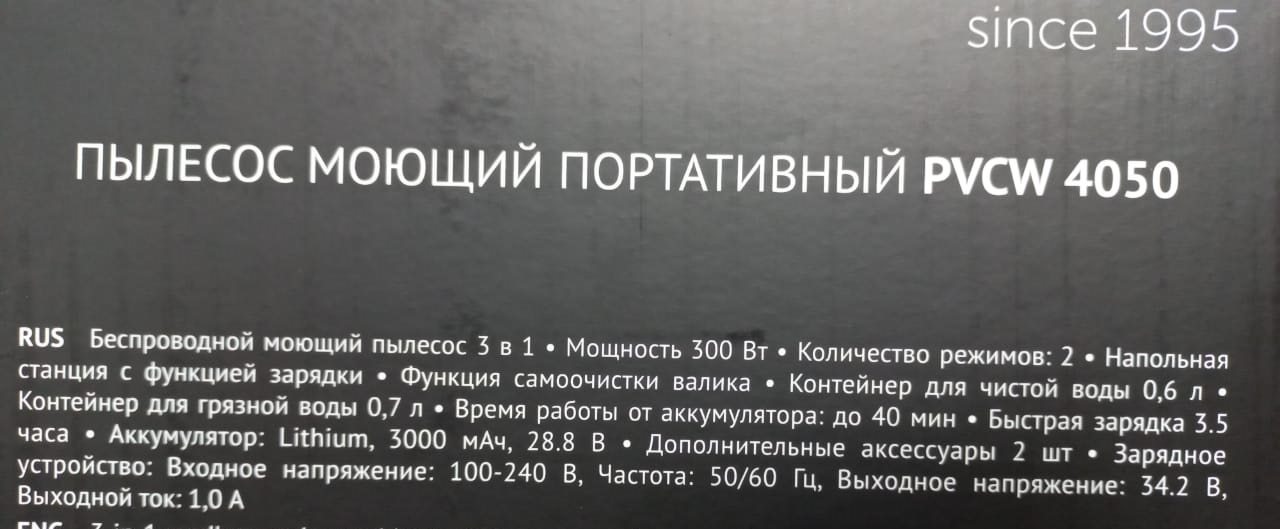 since 1995
ПЫЛЕСОС МОЮЩИЙ ПОРТАТИВНЫЙ PVCW 4050
RUS Беспроводной моющий пылесос 3 в 1 • Мощность 300 Вт • Количество режимов: 2 • Напольная
станция с функцией зарядки • Функция самоочистки валика • Контейнер для чистой воды 0,6 л •
Контейнер для грязной воды 0,7 л • Время работы от аккумулятора: до 40 мин • Быстрая зарядка 3.5
часа • Аккумулятор: Lithium, 3000 мАч, 28.8 В • Дополнительные аксессуары 2 шт • Зарядное
устройство: Входное напряжение: 100-240 В, Частота: 50/60 Гц, Выходное напряжение: 34.2 В,
Выходной ток: 1,0 А
ENG 3-in-1